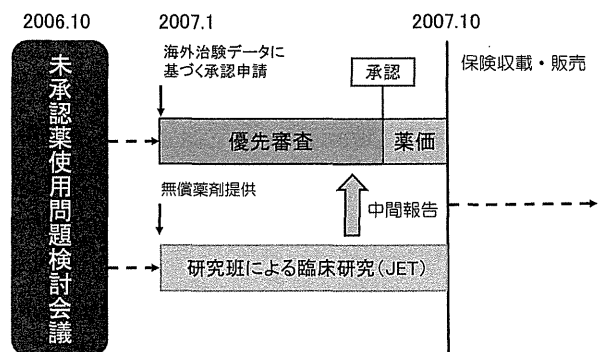 2006.10
2007.1
2007.10
未承認薬使用問題検討会議
海外治験データに
基づく承認申請
承認
保険収載・販売
優先審査
薬価
無償薬剤提供
中間報告
研究班による臨床研究(JET)